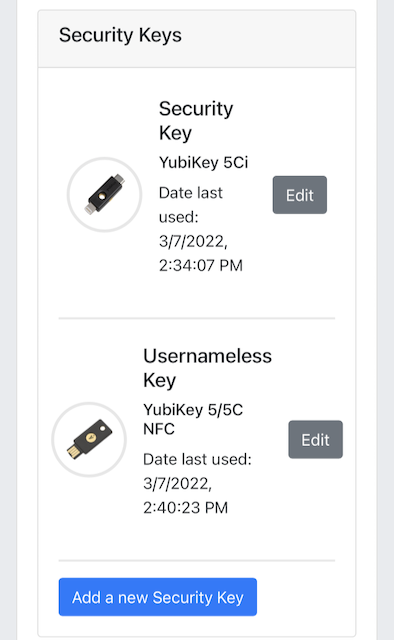 Security Keys
Security
Key
YubiKey 5Ci
Date last
used:
3/7/2022,
2:34:07 PM
Edit
Usernameless
Key
YubiKey 5/5C
NFC
Date last used:
3/7/2022,
2:40:23 PM
Edit
Add a new Security Key